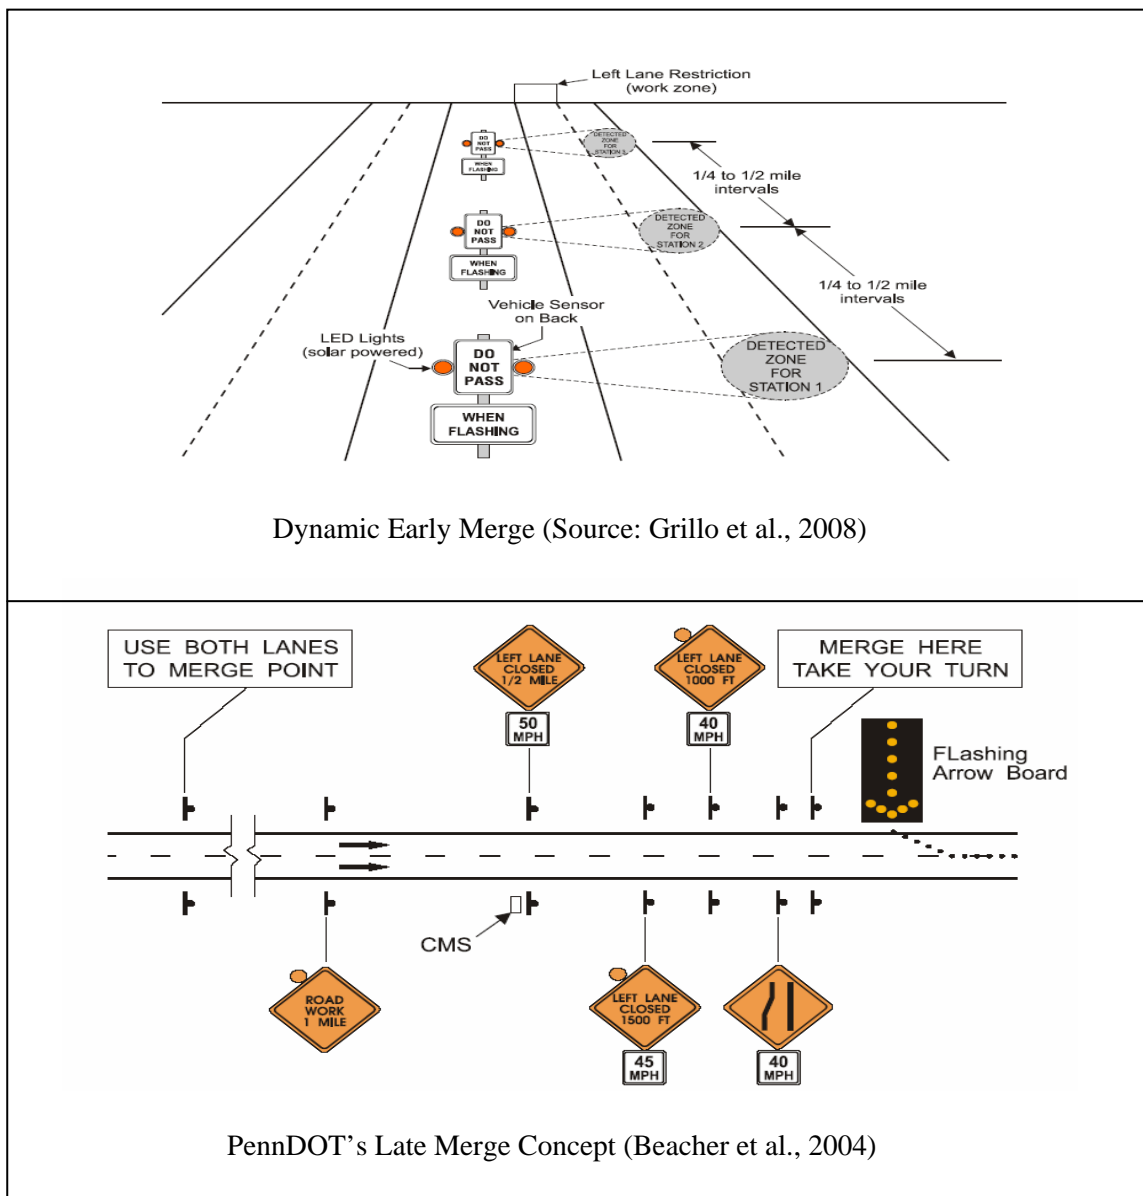 Left Lane Restriction
(work zone)
DO
NOT
PASS
WHEN
FLASHING
DETECTED
ZONE
FOR
STATION 3
1/4 to 1/2 mile
intervals
DO
NOT
PASS
WHEN
FLASHING
DETECTED
ZONE
FOR
STATION 2
1/4 to 1/2 mile
intervals
Vehicle Sensor
on Back
LED Lights
(solar powered)
DO
NOT
PASS
WHEN
FLASHING
DETECTED
ZONE
FOR
STATION 1
Dynamic Early Merge (Source: Grillo et al., 2008)
USE BOTH LANES
TO MERGE POINT
LEFT LANE
CLOSED
1/2 MILE
50
MPH
LEFT LANE
CLOSED
1000 FT
40
MPH
MERGE HERE
TAKE YOUR TURN
FLashing
Arrow Board
CMS
ROAD
WORK
1 MILE
LEFT LANE
CLOSED
1500 FT
45
MPH
40
MPH
PennDOT's Late Merge Concept (Beacher et al., 2004)